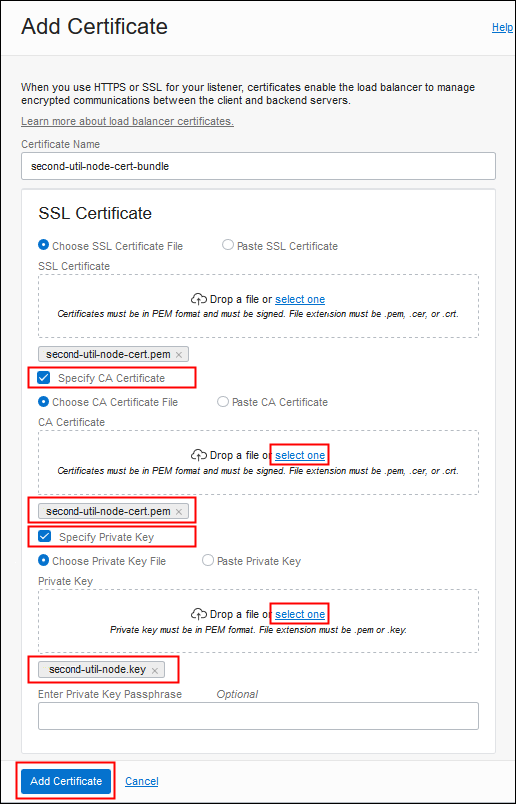 Add Certificate
Help
When you use HTTPS or SSL for your listener, certificates enable the load balancer to manage
encrypted communications between the client and backend servers.
Learn more about load balancer certificates.
Certificate Name
second-util-node-cert-bundle
SSL Certificate
Choose SSL Certificate File Paste SSL Certificate
SSL Certificate
Drop a file or select one
Certificates must be in PEM format and must be signed. File extension must be .pem, .cer, or .crt.
second-util-node-cert.pem ×
Specify CA Certificate
Choose CA Certificate File Paste CA Certificate
CA Certificate
Drop a file or select one
Certificates must be in PEM format and must be signed. File extension must be .pem, .cer, or .crt.
second-util-node-cert.pem ×
Specify Private Key
Choose Private Key File Paste Private Key
Private Key
Drop a file or select one
Private key must be in PEM format. File extension must be .pem or .key.
second-util-node.key ×
Enter Private Key Passphrase Optional
Add Certificate Cancel